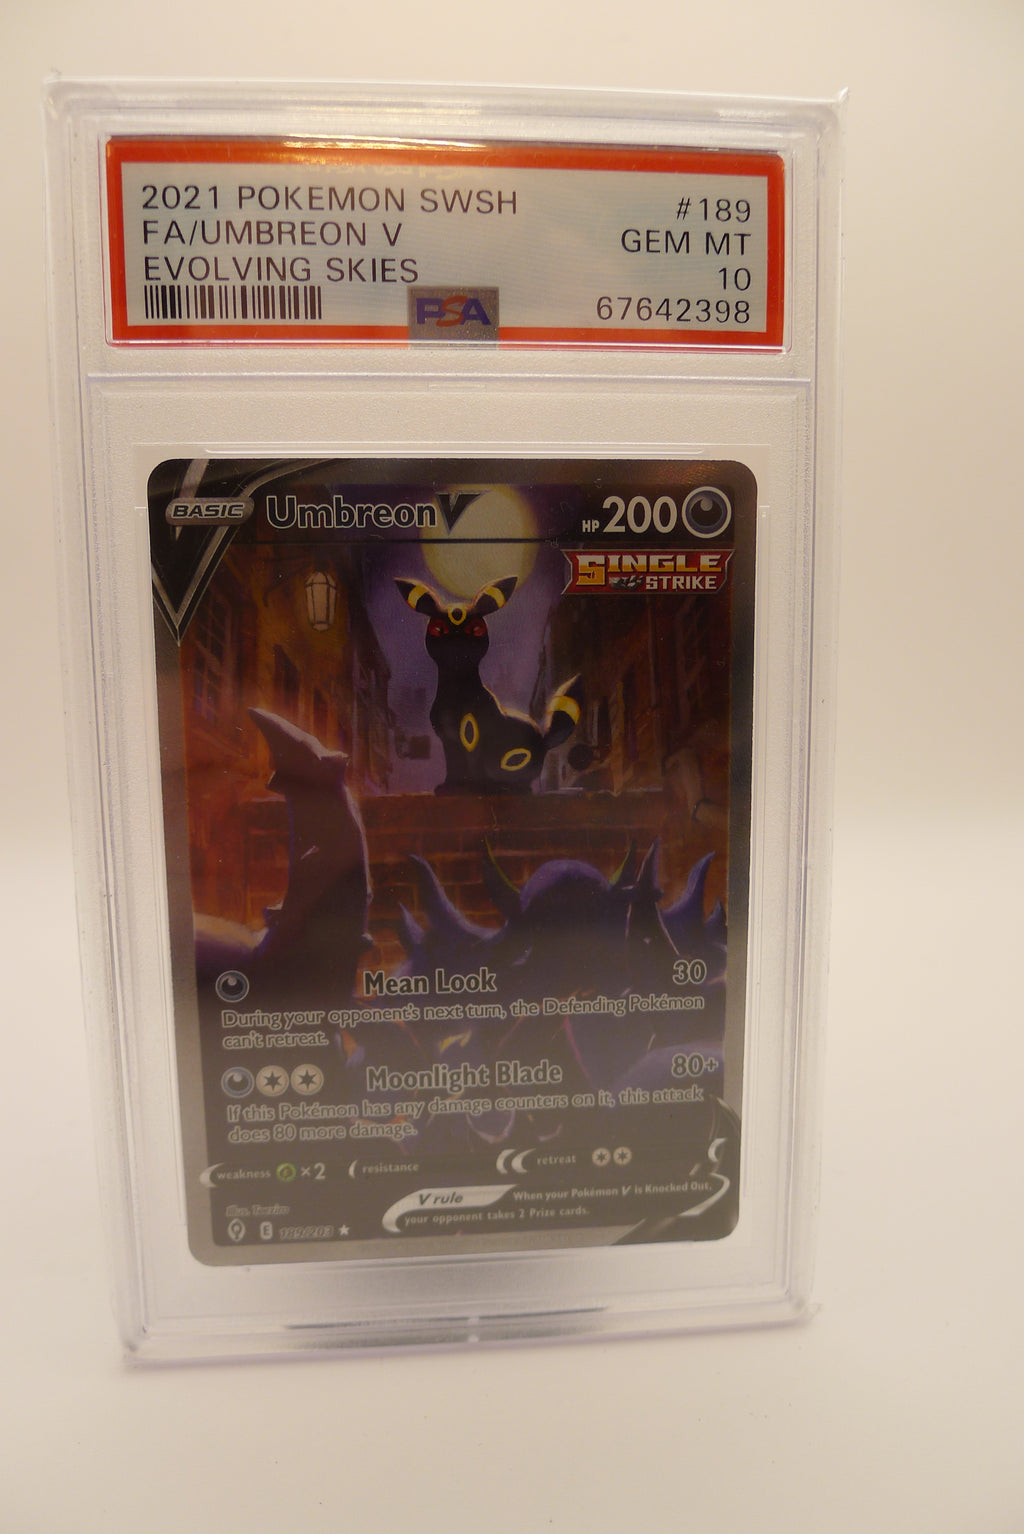 2021 POKEMON SWSH #189
FA/UMBREON V GEM MT
EVOLVING SKIES 10
PSA 67642398
BASIC Umbreon V HP 200
SINGLE
STRIKE
Mean Look 30
During your opponent's next turn, the Defending Pokémon
can't retreat.
Moonlight Blade 80+
If this Pokémon has any damage counters on it, this attack
does 80 more damage.
weakness ×2 resistance retreat
V rule When your Pokémon V is Knocked Out,
your opponent takes 2 Prize cards.
Illus.
E 189/203 ★